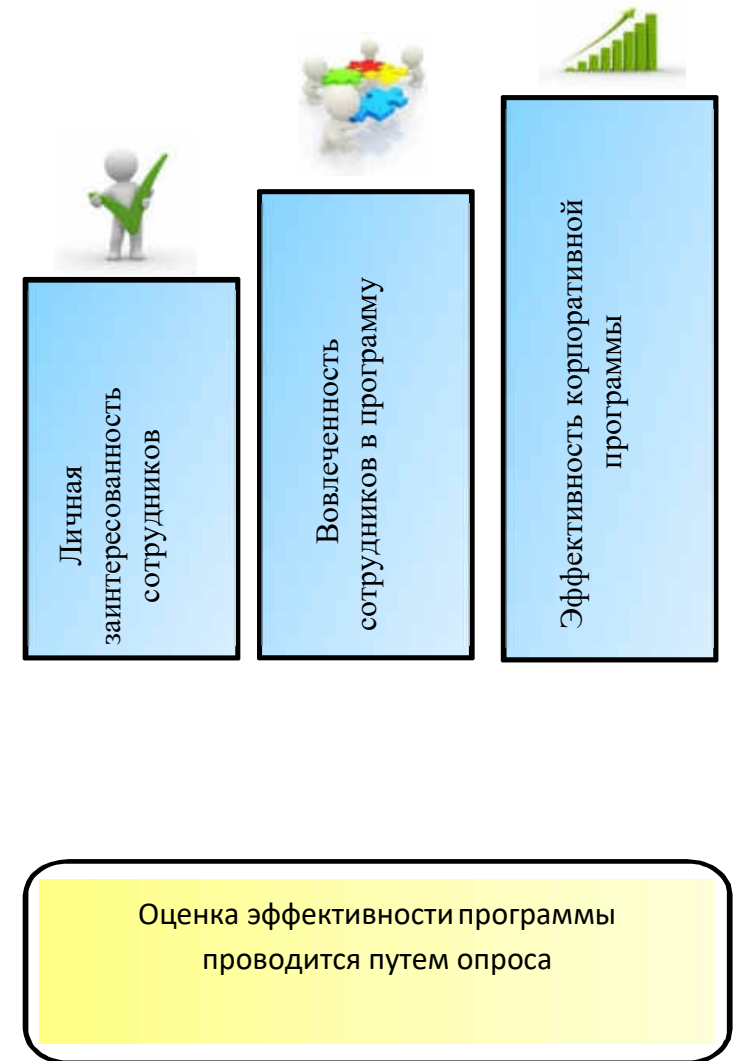 Личная
заинтересованность
сотрудников
Вовлеченность
сотрудников в программу
Эффективность корпоративной
программы
Оценка эффективности программы
проводится путем опроса